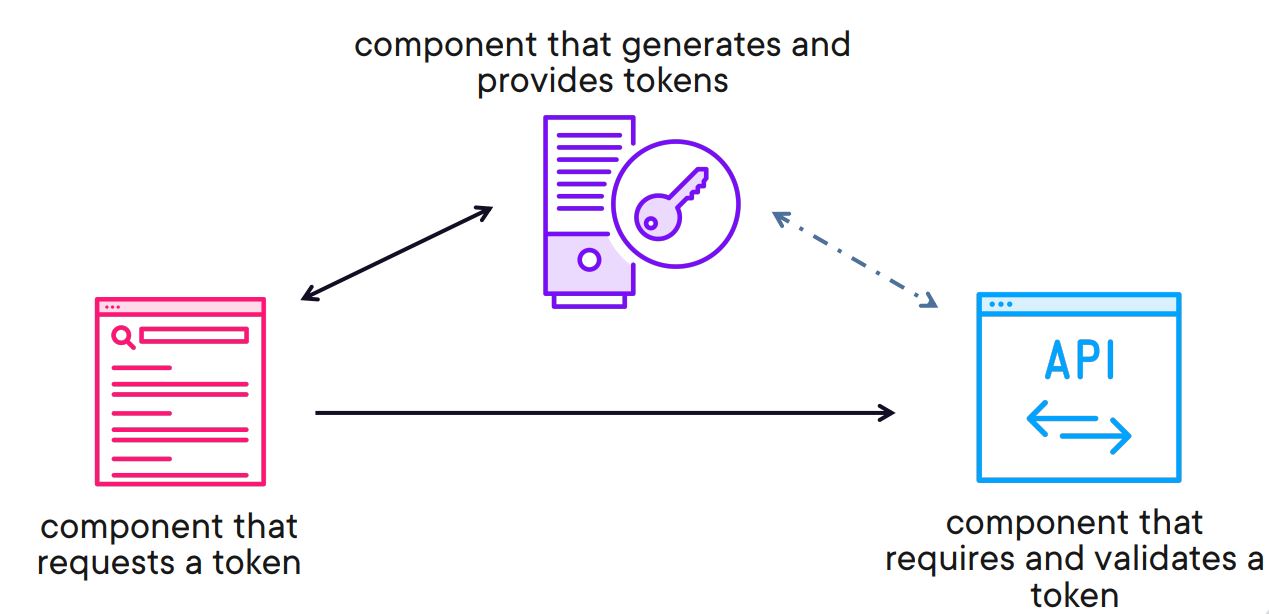 component that generates and
provides tokens
API
component that
requests a token
component that
requires and validates a
token